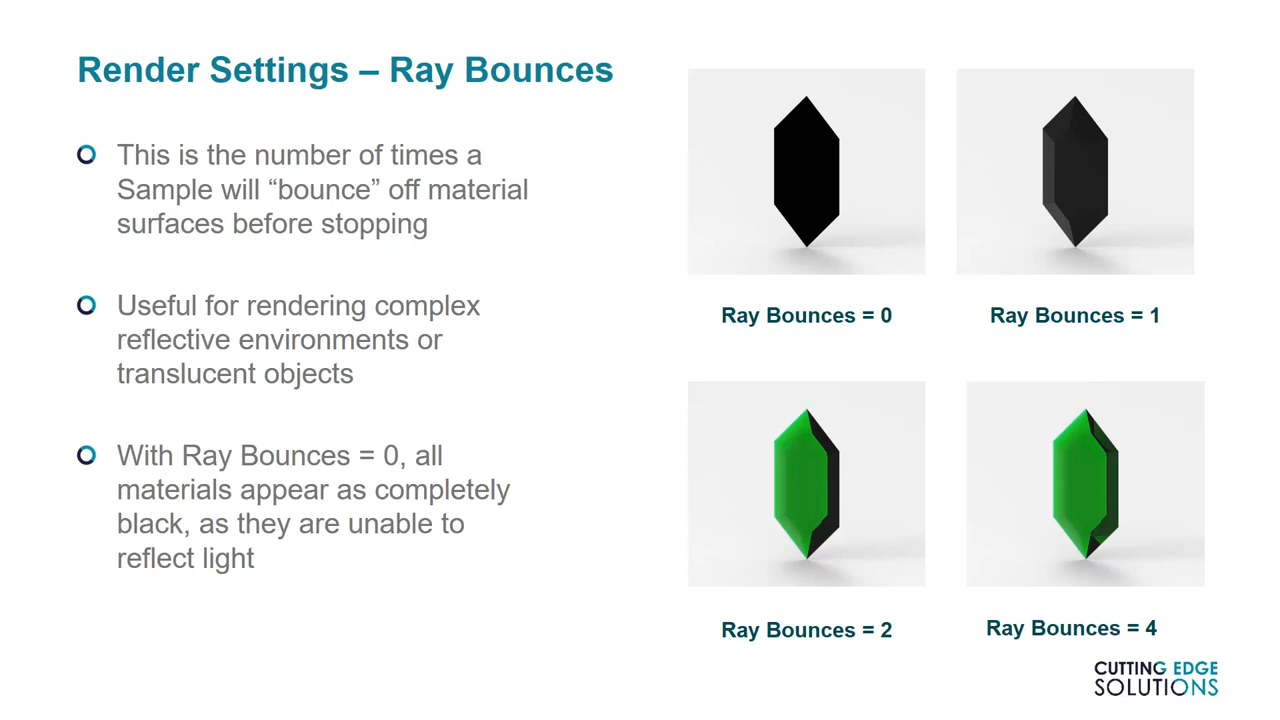 Render Settings – Ray Bounces
This is the number of times a
Sample will “bounce” off material
surfaces before stopping
Useful for rendering complex
reflective environments or
translucent objects
With Ray Bounces = 0, all
materials appear as completely
black, as they are unable to
reflect light
Ray Bounces = 0
Ray Bounces = 1
Ray Bounces = 2
Ray Bounces = 4
CUTTING EDGE
SOLUTIONS